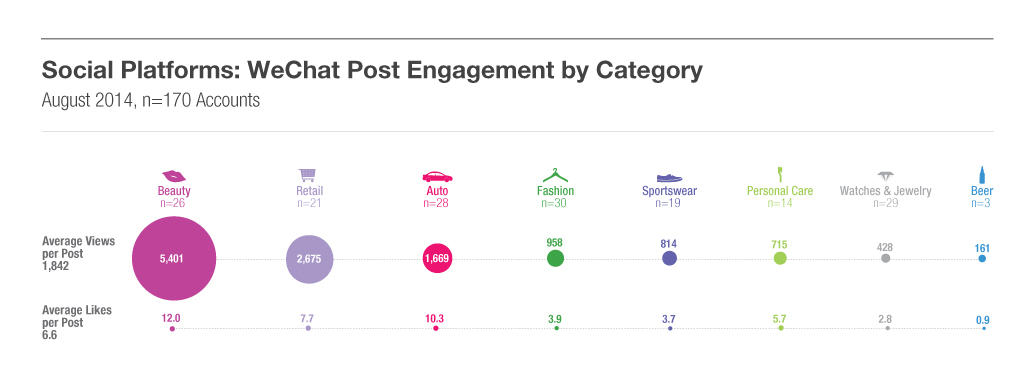 Social Platforms: WeChat Post Engagement by Category
August 2014, n=170 Accounts
Beauty
n=26
Retail
n=21
Auto
n=28
Fashion
n=30
Sportswear
n=19
Personal Care
n=14
Watches & Jewelry
n=29
Beer
n=3
Average Views
per Post
1,842
5,401
2,675
1,669
958
814
715
428
161
Average Likes
per Post
6.6
12.0
7.7
10.3
3.9
3.7
5.7
2.8
0.9